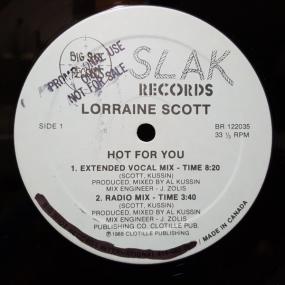 BIG SHOT
RECORDS
PROMO USE
NOT FOR SALE
SLAK
RECORDS
LORRAINE SCOTT
SIDE 1
BR 122035
33 ⅓ RPM
HOT FOR YOU
1. EXTENDED VOCAL MIX - TIME 8:20
(SCOTT, KUSSIN)
PRODUCED, MIXED BY AL KUSSIN
MIX ENGINEER - J. ZOLIS
2. RADIO MIX - TIME 3:40
(SCOTT, KUSSIN)
PRODUCED, MIXED BY AL KUSSIN
MIX ENGINEER - J. ZOLIS
PUBLISHING CO. CLOTILLE PUB.
℗ 1988 CLOTILLE PUBLISHING
MADE IN CANADA